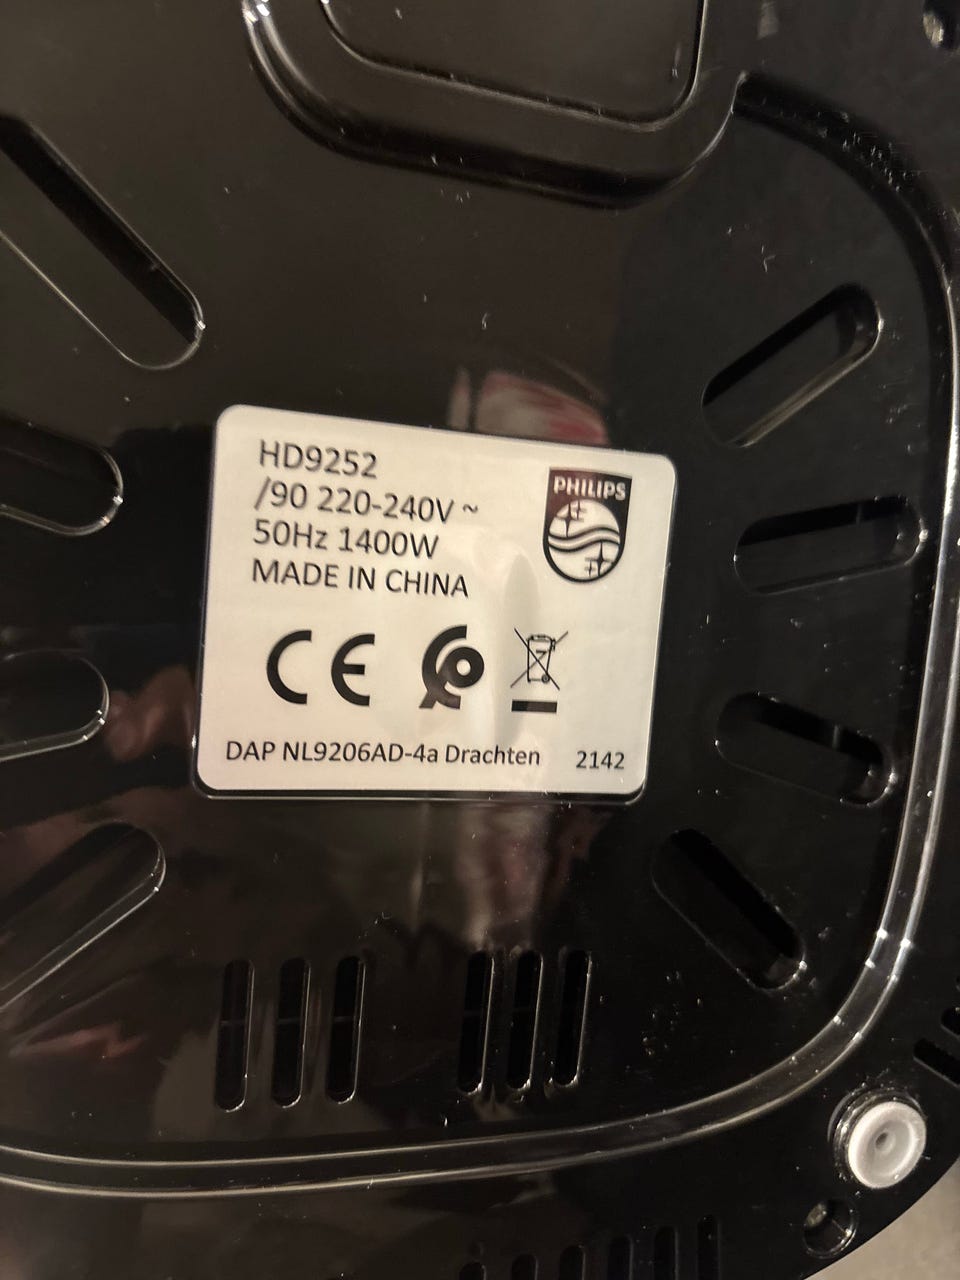 HD9252
/90 220-240V ~
50Hz 1400W
MADE IN CHINA
PHILIPS
CE
DAP NL9206AD-4a Drachten 2142